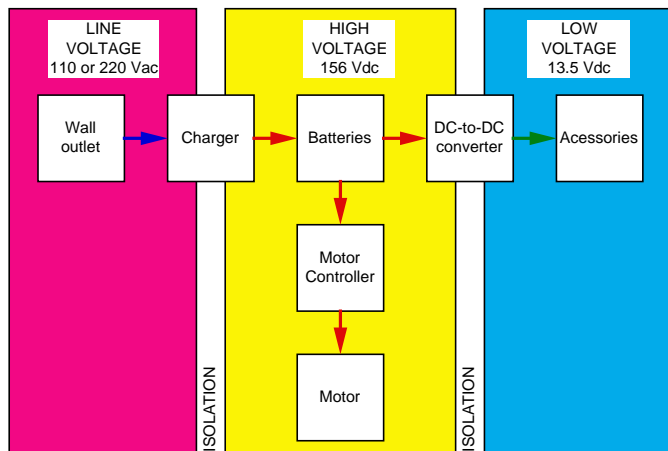 LINE
VOLTAGE
110 or 220 Vac
HIGH
VOLTAGE
156 Vdc
LOW
VOLTAGE
13.5 Vdc
Wall
outlet
Charger
Batteries
DC-to-DC
converter
Acessories
Motor
Controller
Motor
ISOLATION
ISOLATION